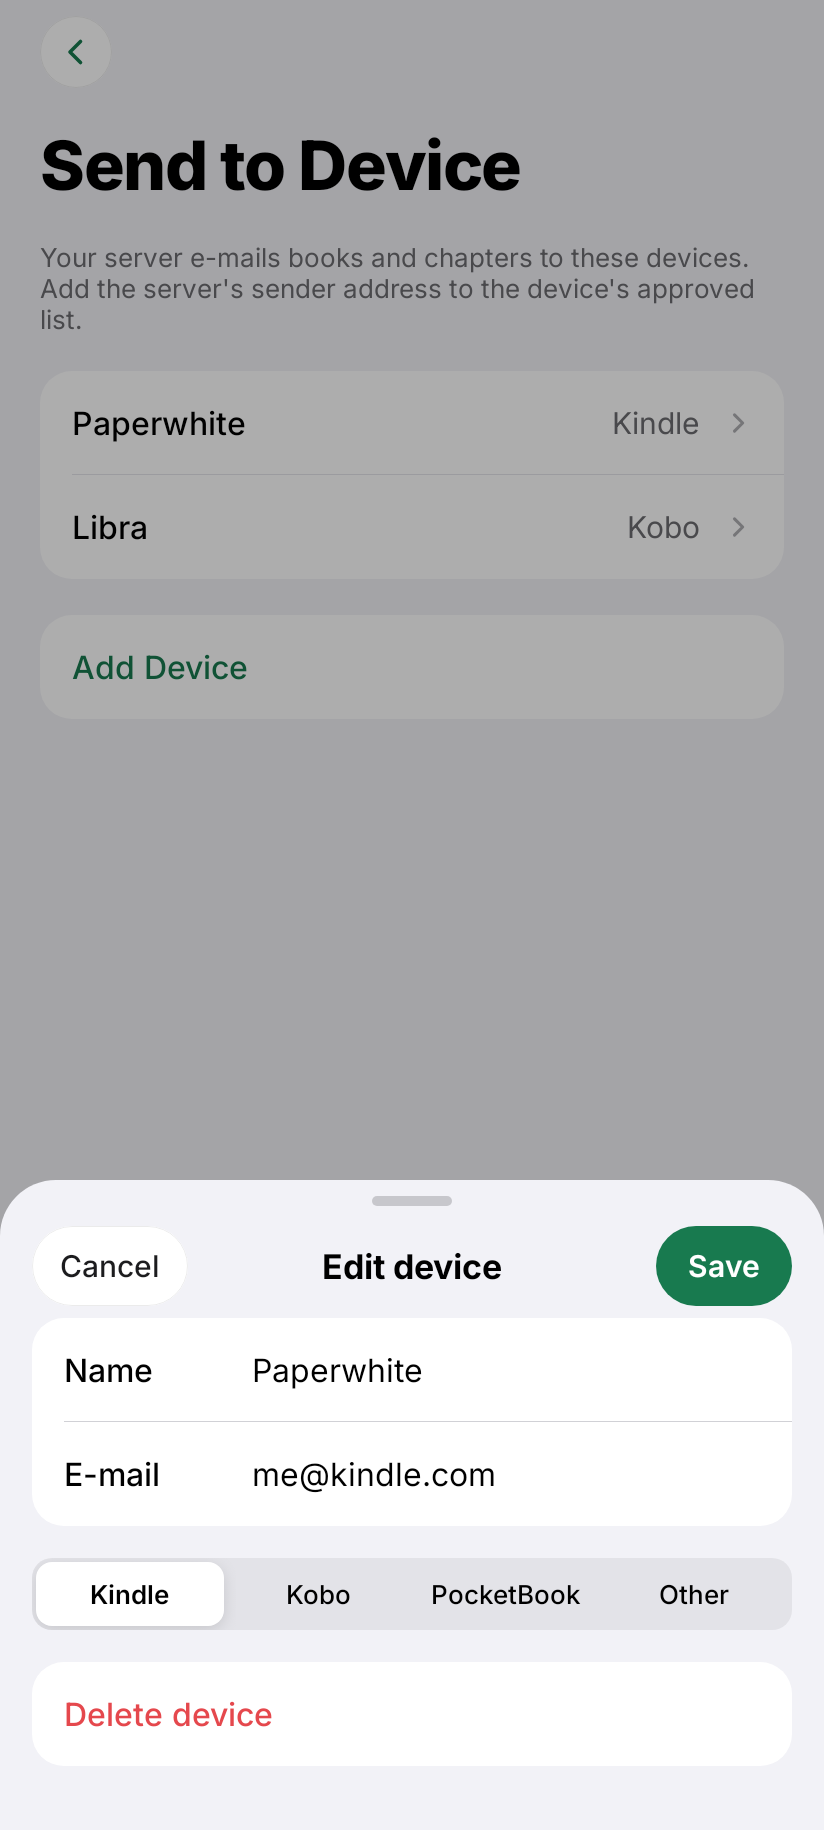 Send to Device
Your server e-mails books and chapters to these devices.
Add the server's sender address to the device's approved
list.
Paperwhite Kindle
Libra Kobo
Add Device
Cancel Edit device Save
Name Paperwhite
E-mail me@kindle.com
Kindle Kobo PocketBook Other
Delete device